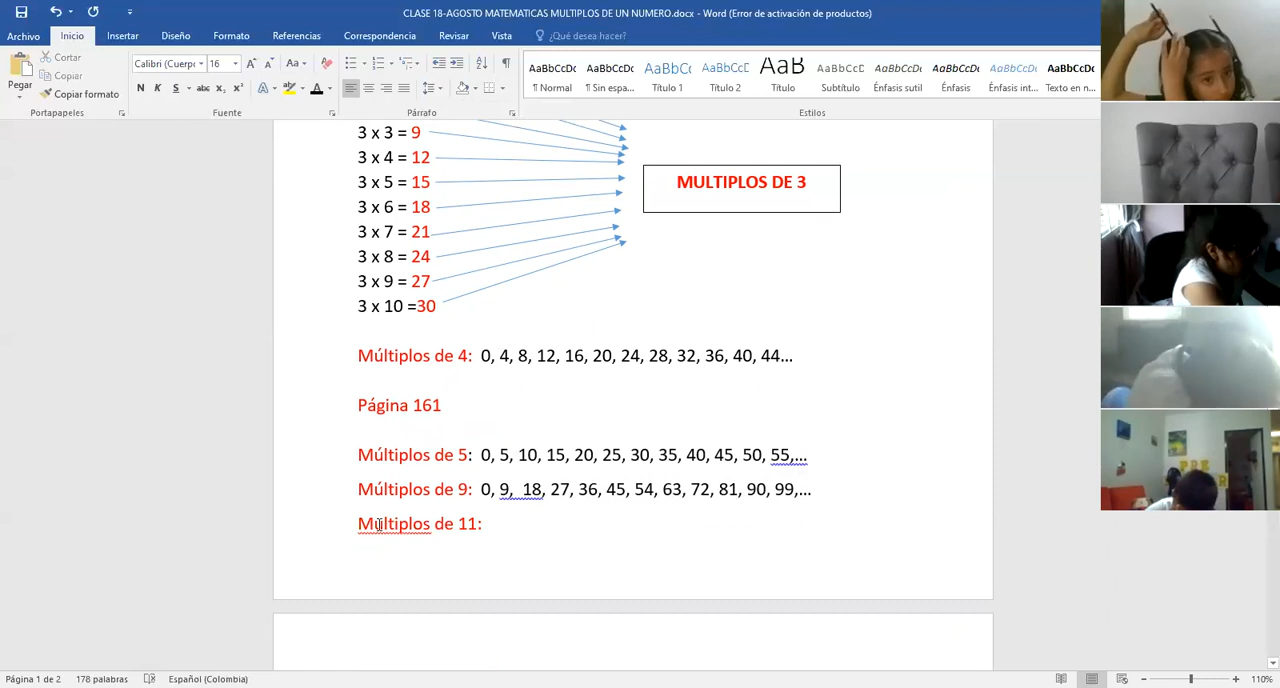 CLASE 18-AGOSTO MATEMATICAS MULTIPLOS DE UN NUMERO.docx - Word (Error de activación de productos)
Archivo Inicio Insertar Diseño Formato Referencias Correspondencia Revisar Vista ¿Qué desea hacer?
Pegar
Cortar
Copiar
Copiar formato
Portapapeles
Calibri (Cuerp 16 A A Aa
N K S abc x₂ x²
Fuente
Párrafo
AaBbCcDc AaBbCcDc AaBbCc AaBbCcD AaB AaBbCcD AaBbCcDc AaBbCcDc AaBbCcDc AaBbCcDc
¶ Normal ¶ Sin espa... Título 1 Título 2 Título Subtítulo Énfasis sutil Énfasis Énfasis int... Texto en n...
Estilos
3 x 3 = 9
3 x 4 = 12
3 x 5 = 15
3 x 6 = 18
3 x 7 = 21
3 x 8 = 24
3 x 9 = 27
3 x 10 =30
MULTIPLOS DE 3
Múltiplos de 4: 0, 4, 8, 12, 16, 20, 24, 28, 32, 36, 40, 44...
Página 161
Múltiplos de 5: 0, 5, 10, 15, 20, 25, 30, 35, 40, 45, 50, 55,...
Múltiplos de 9: 0, 9, 18, 27, 36, 45, 54, 63, 72, 81, 90, 99,...
Multiplos de 11:
Página 1 de 2 178 palabras Español (Colombia) 110%